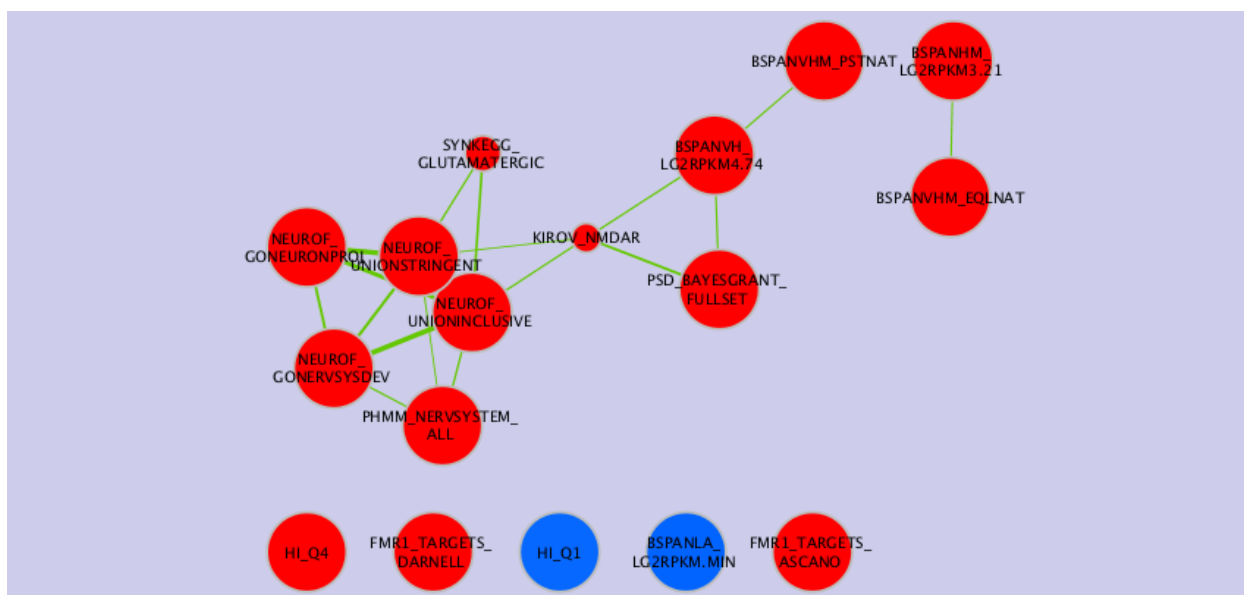 BSPANVHM_PSTNAT
BSPANHM_
LG2RPKM3.21
SYNKEGG_
GLUTAMATERGIC
BSPANVH_
LG2RPKM4.74
BSPANVHM_EQLNAT
NEUROF_
GONEURONPROJ
NEUROF_
UNIONSTRINGENT
KIROV_NMDAR
PSD_BAYESGRANT_
FULLSET
NEUROF_
UNIONINCLUSIVE
NEUROF_
GONERVSYSDEV
PHMM_NERVSYSTEM_
ALL
HI_Q4
FMR1_TARGETS_
DARNELL
HI_Q1
BSPANLA_
LG2RPKM.MIN
FMR1_TARGETS_
ASCANO